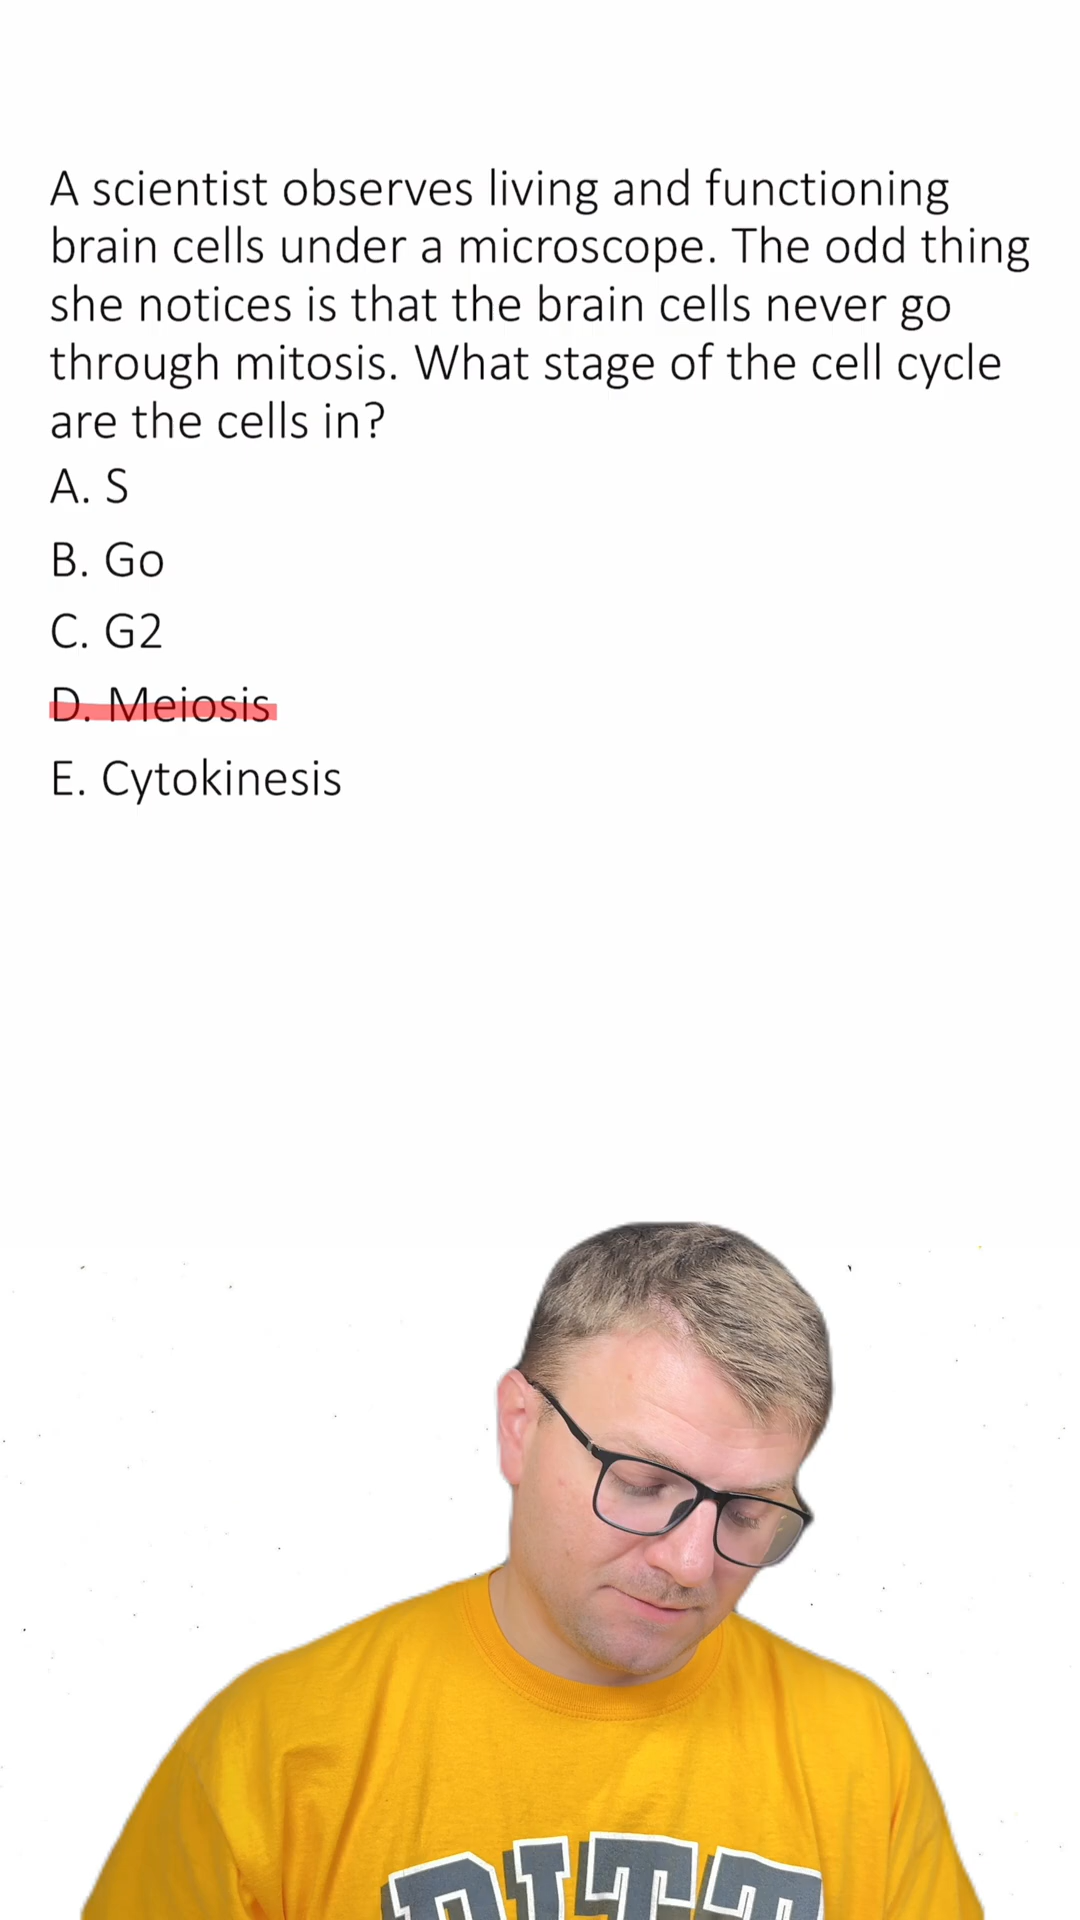 A scientist observes living and functioning
brain cells under a microscope. The odd thing
she notices is that the brain cells never go
through mitosis. What stage of the cell cycle
are the cells in?
A. S
B. Go
C. G2
D. Meiosis
E. Cytokinesis
PITT